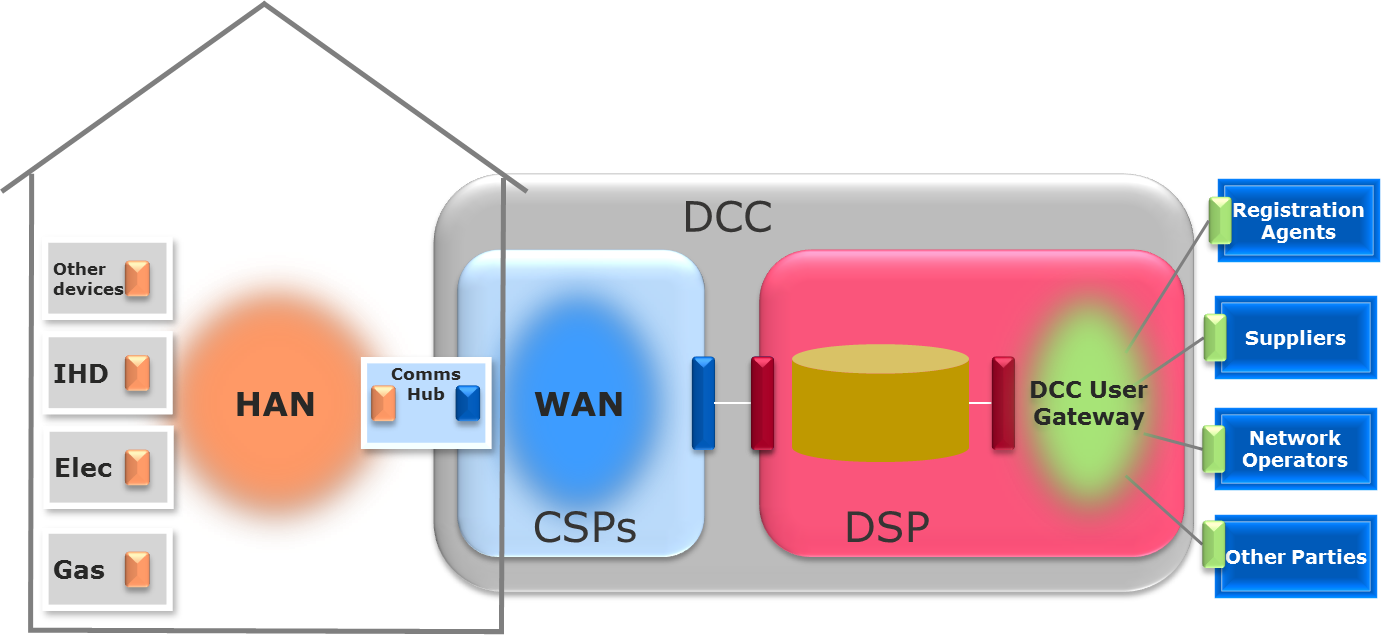 DCC
Other
devices
IHD
Elec
Gas
HAN
Comms
Hub
WAN
CSPs
DSP
DCC User
Gateway
Registration
Agents
Suppliers
Network
Operators
Other Parties